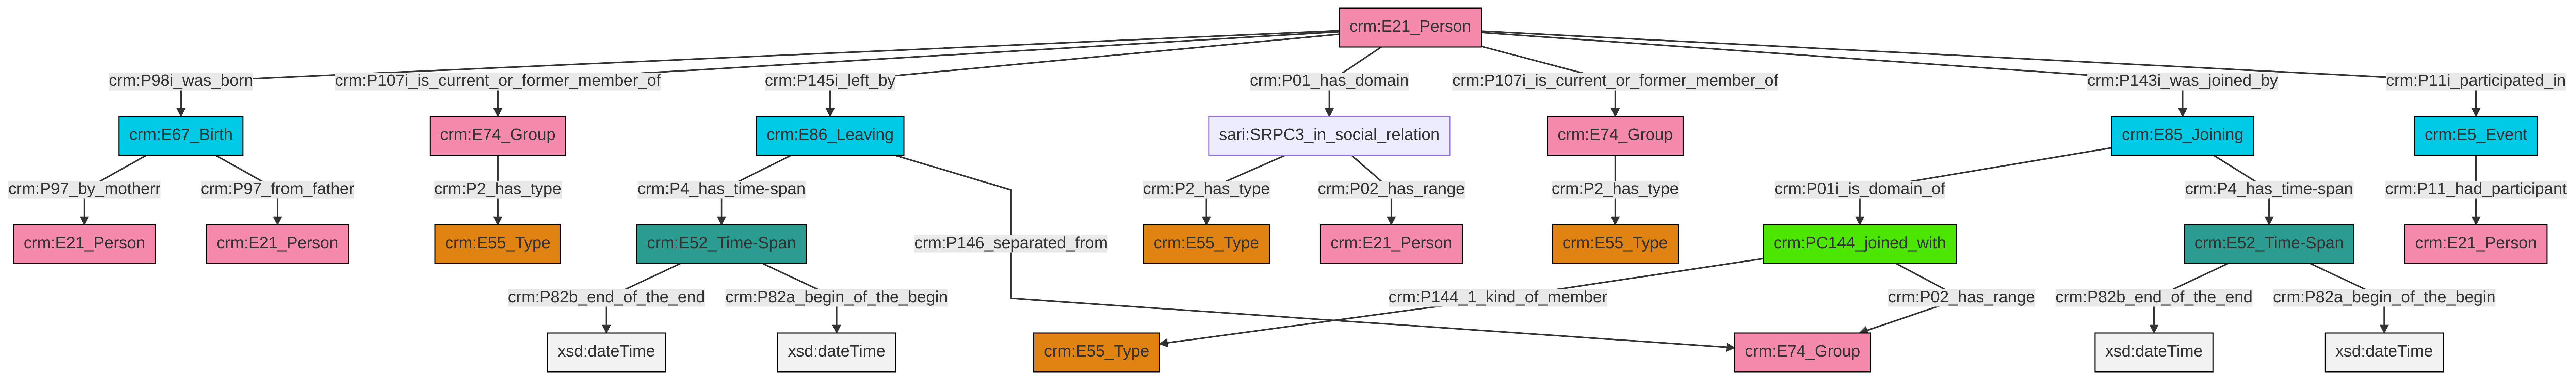 crm:E21_Person
crm:P98i_was_born
crm:P107i_is_current_or_former_member_of
crm:P145i_left_by
crm:P01_has_domain
crm:P107i_is_current_or_former_member_of
crm:P143i_was_joined_by
crm:P11i_participated_in
crm:E67_Birth
crm:E74_Group
crm:E86_Leaving
sari:SRPC3_in_social_relation
crm:E74_Group
crm:E85_Joining
crm:E5_Event
crm:P97_by_motherr
crm:P97_from_father
crm:P2_has_type
crm:P4_has_time-span
crm:P2_has_type
crm:P02_has_range
crm:P2_has_type
crm:P01i_is_domain_of
crm:P4_has_time-span
crm:P11_had_participant
crm:E21_Person
crm:E21_Person
crm:E55_Type
crm:E52_Time-Span
crm:P146_separated_from
crm:E55_Type
crm:E21_Person
crm:E55_Type
crm:PC144_joined_with
crm:E52_Time-Span
crm:E21_Person
crm:P82b_end_of_the_end
crm:P82a_begin_of_the_begin
crm:P144_1_kind_of_member
crm:P02_has_range
crm:P82b_end_of_the_end
crm:P82a_begin_of_the_begin
xsd:dateTime
xsd:dateTime
crm:E55_Type
crm:E74_Group
xsd:dateTime
xsd:dateTime